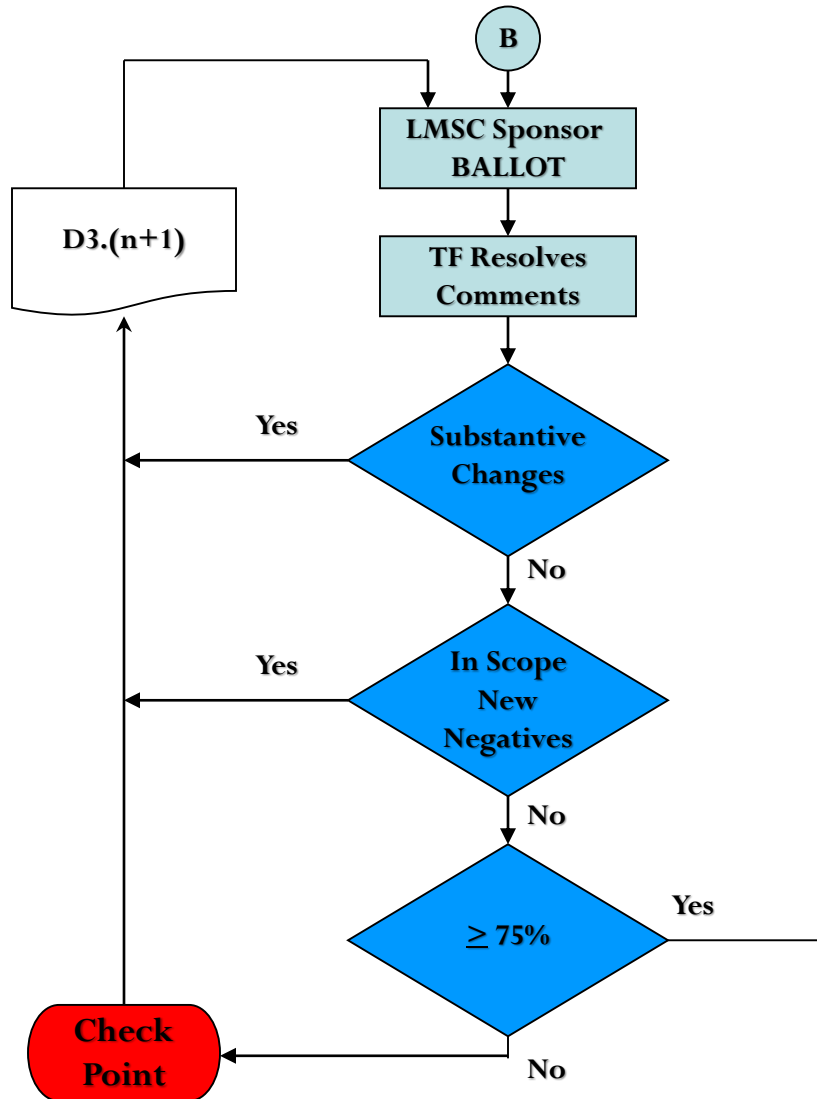 B
LMSC Sponsor
BALLOT
D3.(n+1)
TF Resolves
Comments
Yes
Substantive
Changes
No
Yes
In Scope
New
Negatives
No
Yes
≥ 75%
Check
Point
No